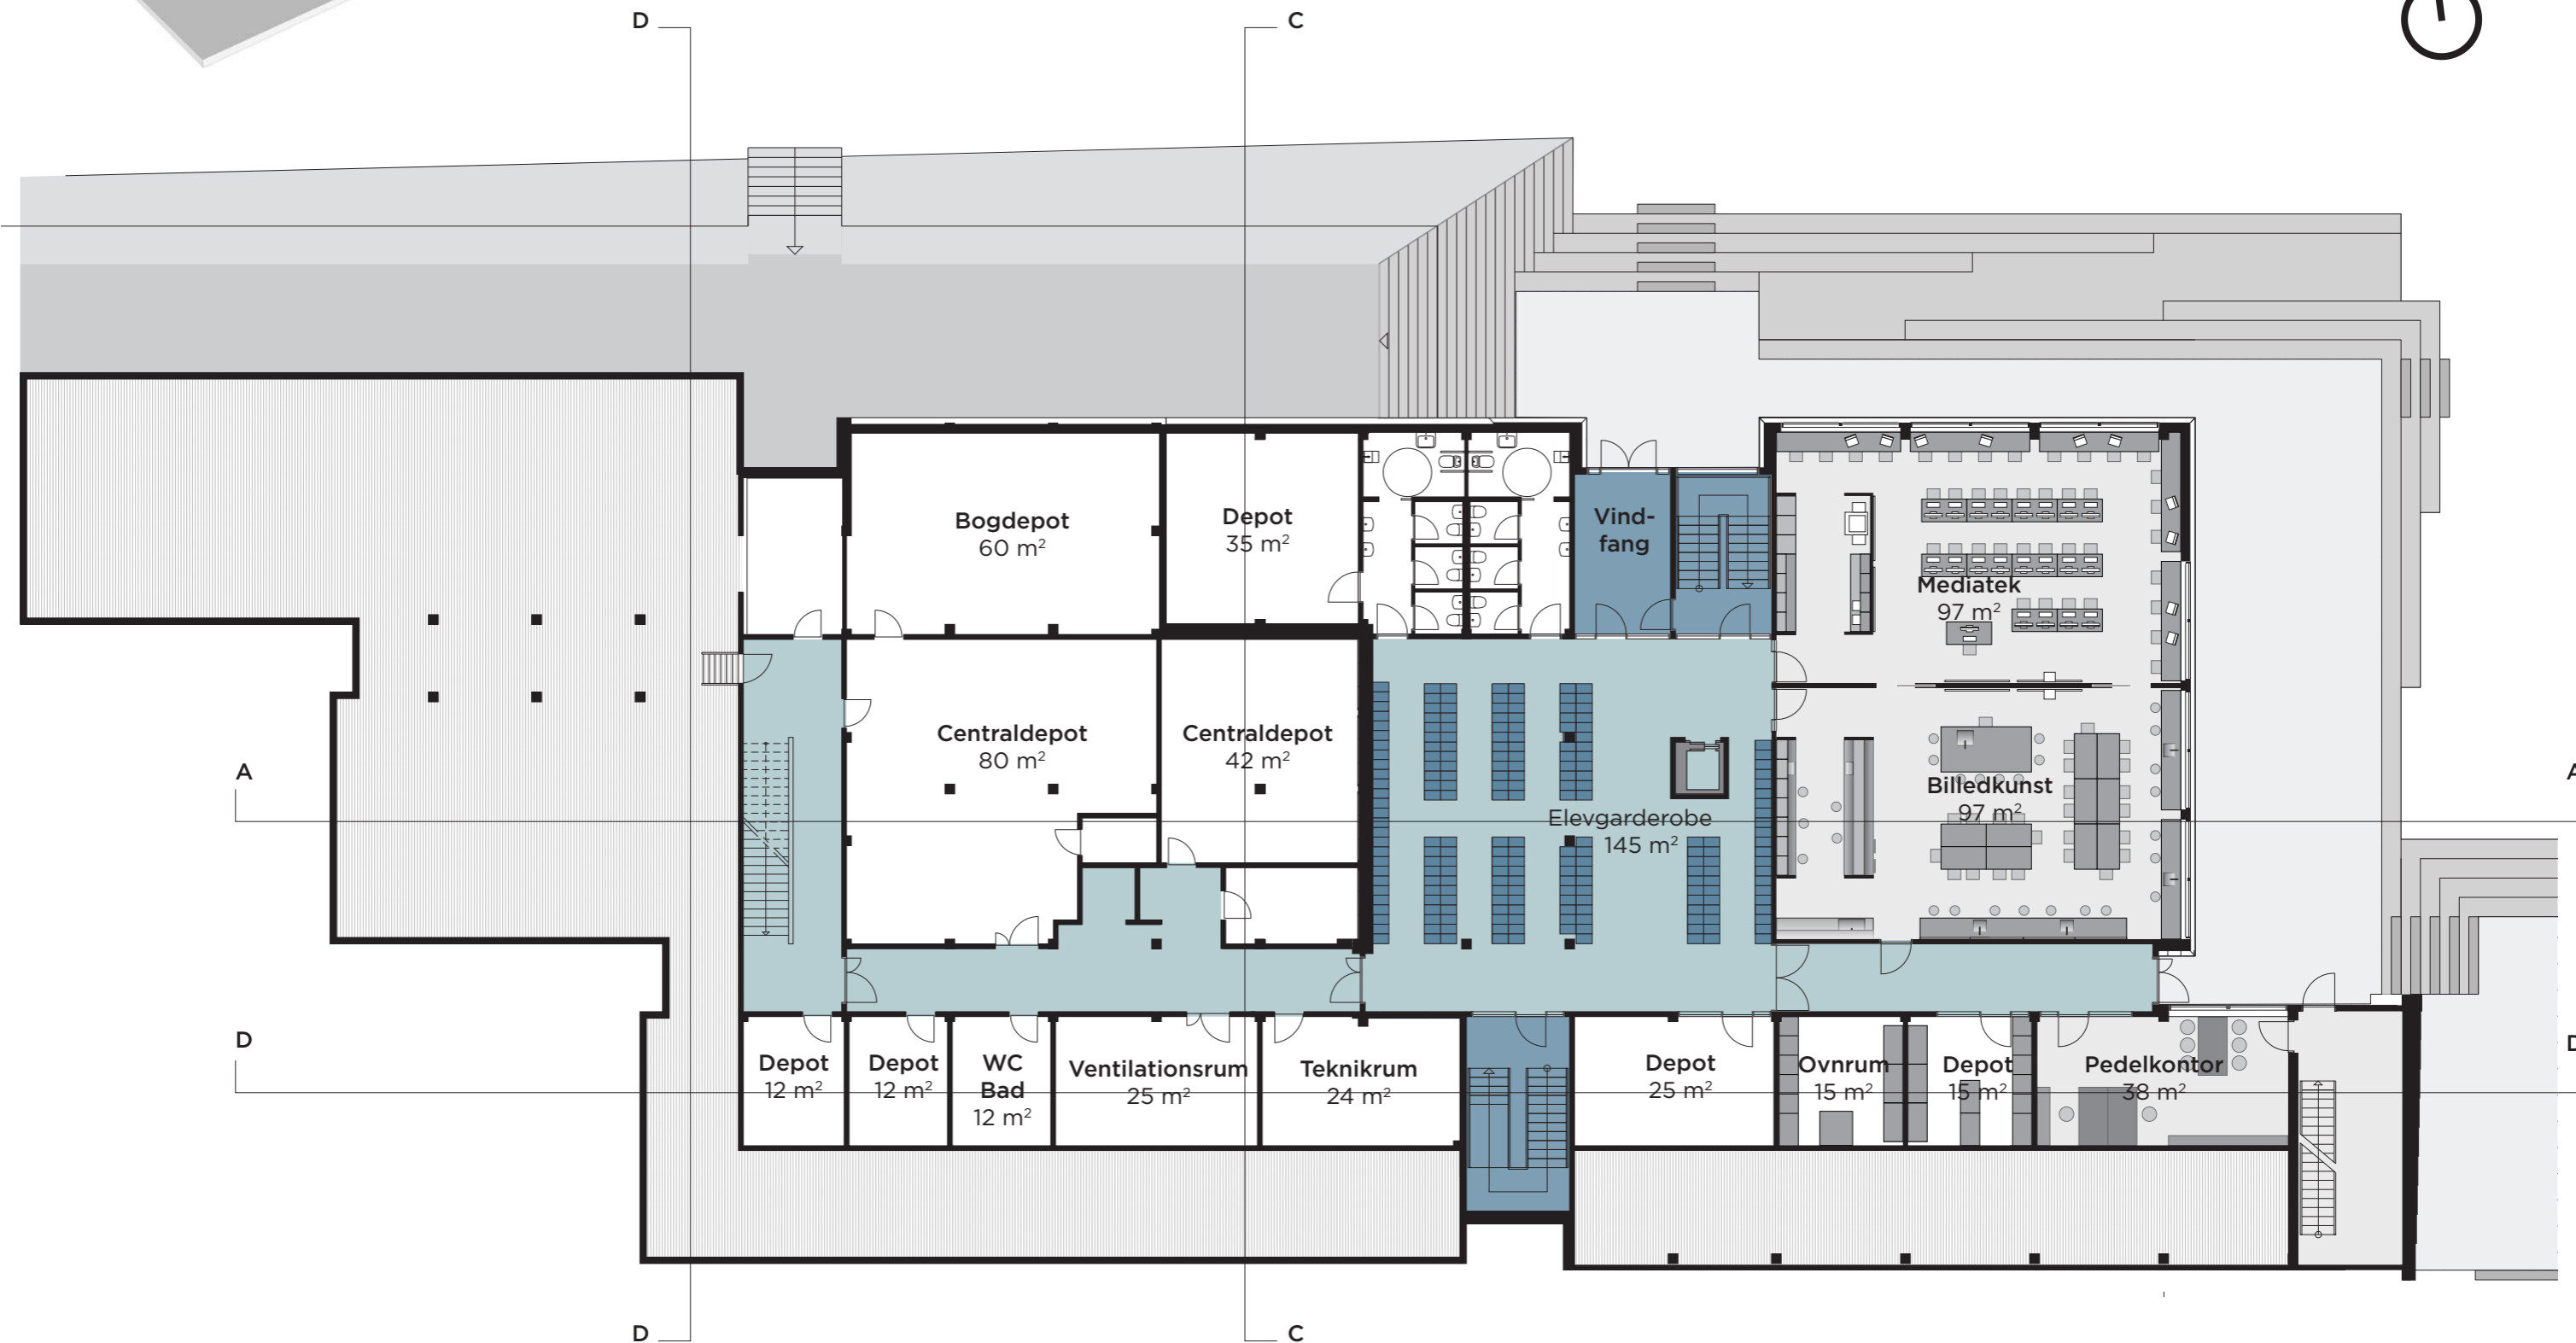 D
C
Bogdepot
60 m²
Depot
35 m²
Vind-
fang
Mediatek
97 m²
Centraldepot
80 m²
Centraldepot
42 m²
A
A
Elevgarderobe
145 m²
Billedkunst
97 m²
D
D
Depot
12 m²
Depot
12 m²
WC
Bad
12 m²
Ventilationsrum
25 m²
Teknikrum
24 m²
Depot
25 m²
Ovnrum
15 m²
Depot
15 m²
Pedelkontor
38 m²
D
C